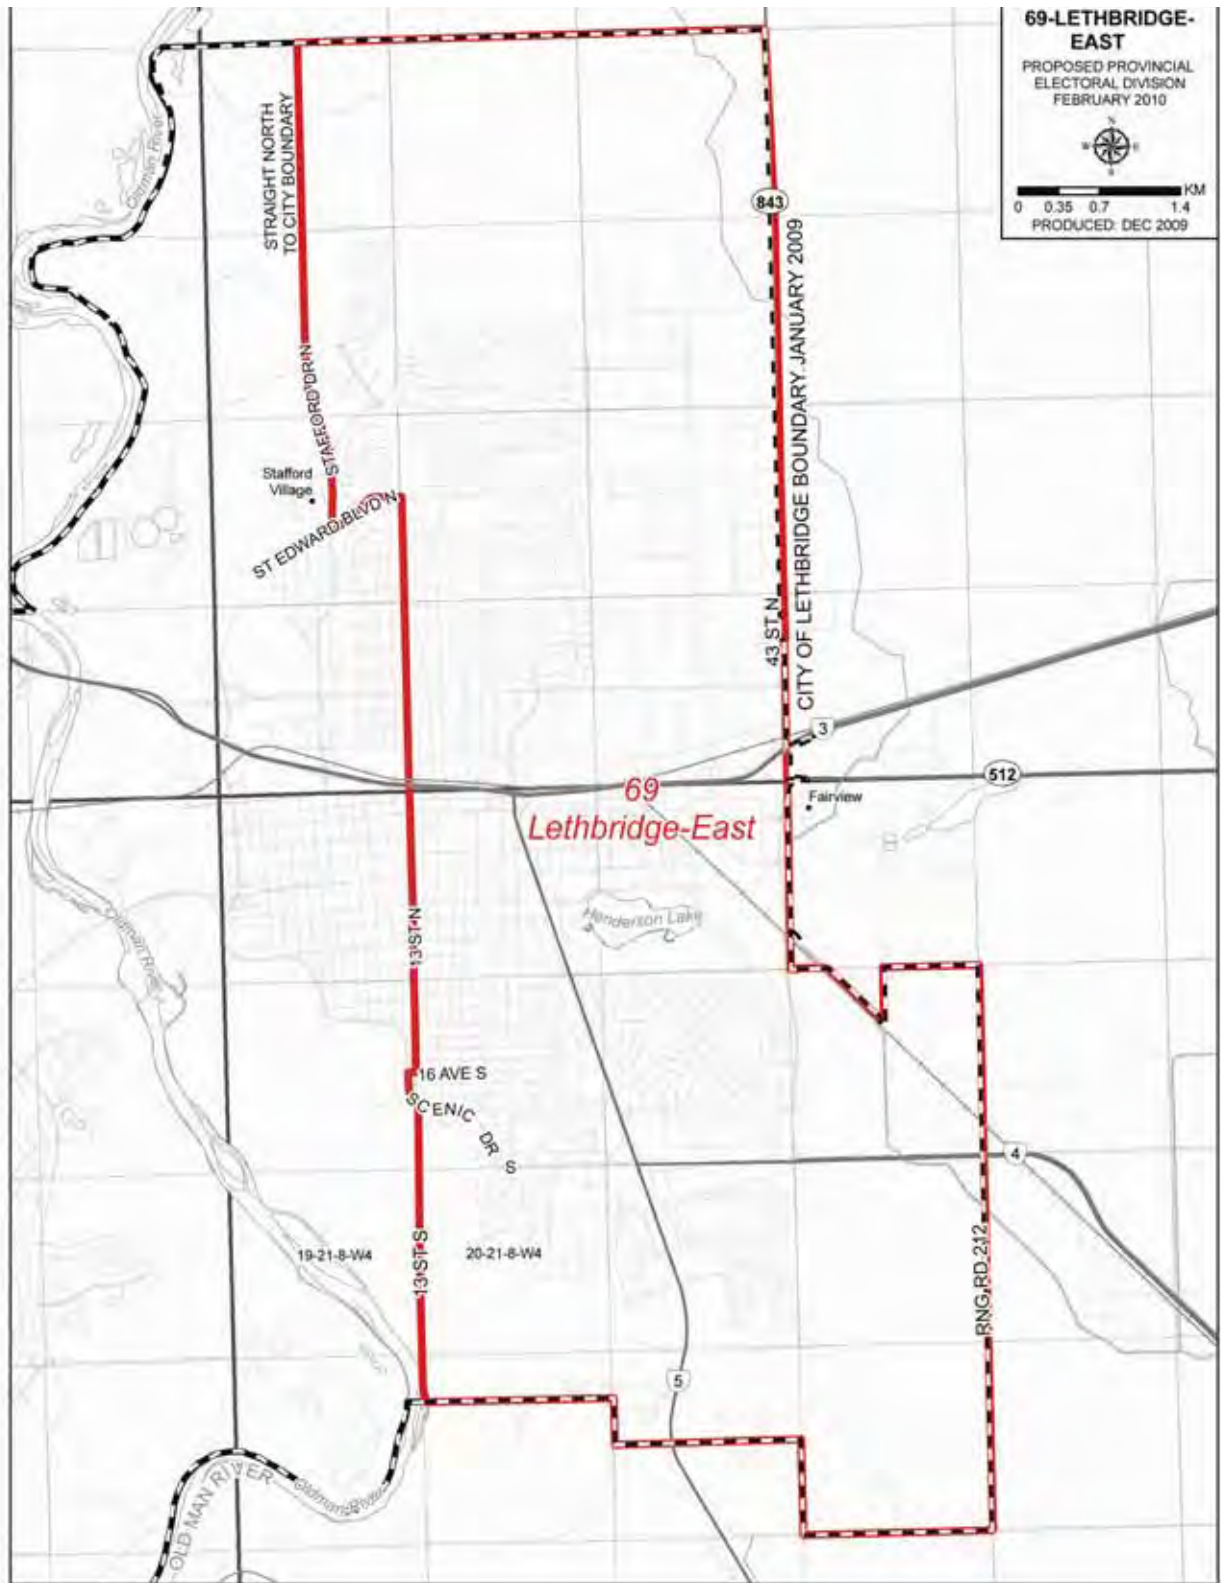 69-LETHBRIDGE-
EAST
PROPOSED PROVINCIAL
ELECTORAL DIVISION
FEBRUARY 2010
N
W E
S
KM
0 0.35 0.7 1.4
PRODUCED: DEC 2009
STRAIGHT NORTH
TO CITY BOUNDARY
Oldman River
843
CITY OF LETHBRIDGE BOUNDARY JANUARY 2009
STAFFORD DR N
Stafford
Village
ST EDWARD BLVD N
43 ST N
3
512
Fairview
69
Lethbridge-East
Henderson Lake
13 ST N
Oldman River
16 AVE S
SCENIC DR S
4
19-21-8-W4
20-21-8-W4
13 ST S
RNG RD 212
5
OLD MAN RIVER
Oldman River